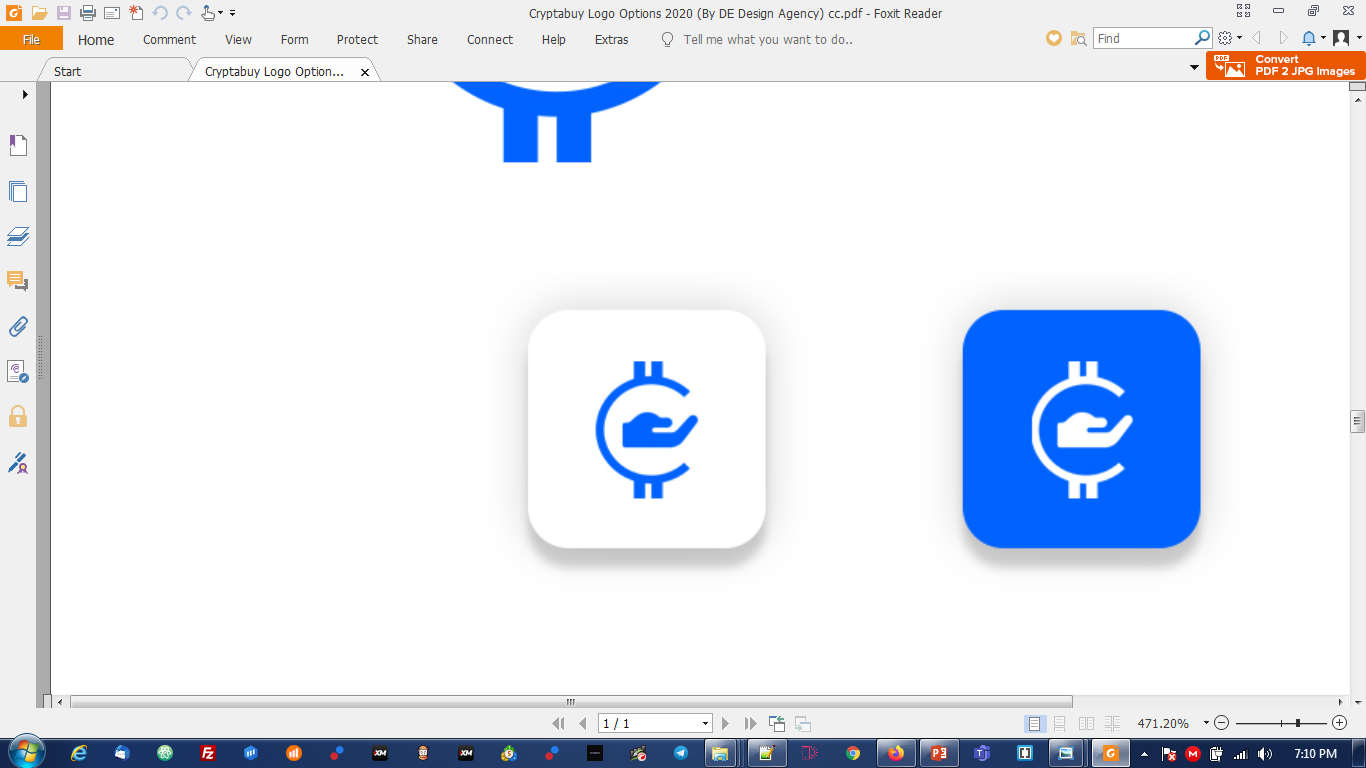 Cryptabuy Logo Options 2020 (By DE Design Agency) cc.pdf - Foxit Reader
File Home Comment View Form Protect Share Connect Help Extras Tell me what you want to do.. Find
Start Cryptabuy Logo Option... Convert
PDF 2 JPG Images
1 / 1 471.20%
7:10 PM